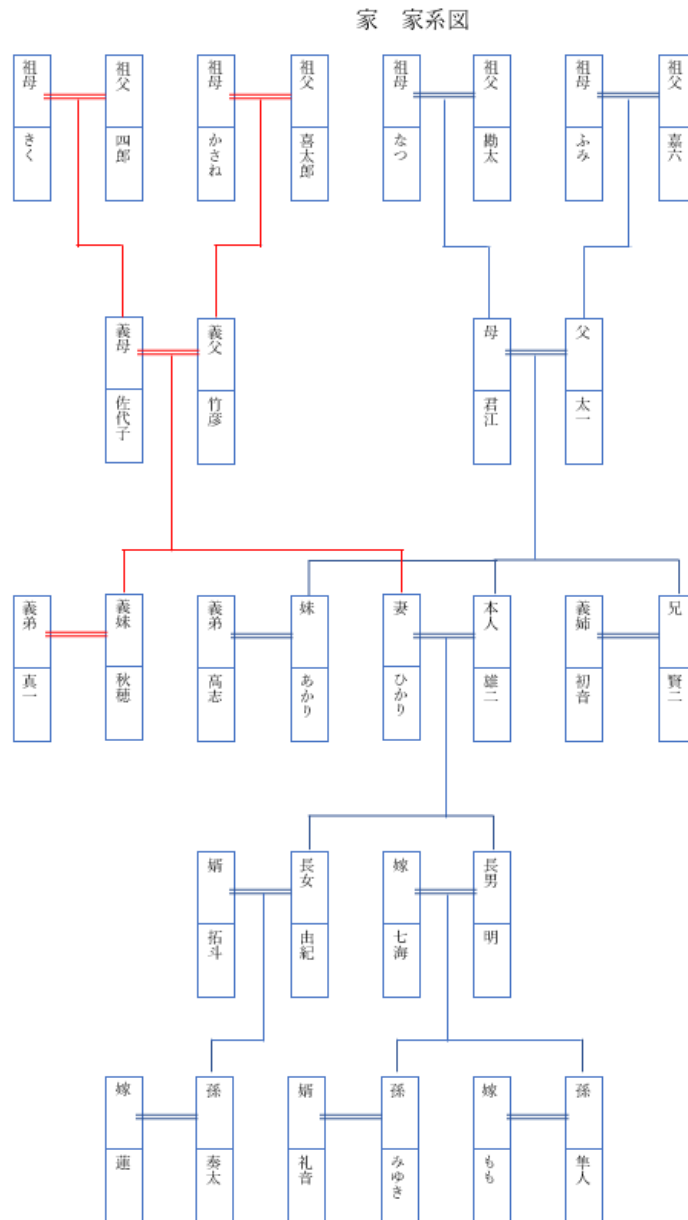 家 家系図
祖父
嘉六
祖母
ふみ
祖父
勘太
祖母
なつ
祖父
喜太郎
祖母
かさね
祖父
四郎
祖母
きく
父
太一
母
君江
義父
竹彦
義母
佐代子
兄
賢二
義姉
初音
本人
雄二
妻
ひかり
妹
あかり
義弟
高志
義妹
秋穂
義弟
真一
長男
明
嫁
七海
長女
由紀
婿
拓斗
孫
隼人
嫁
もも
孫
みゆき
婿
礼音
孫
奏太
嫁
蓮